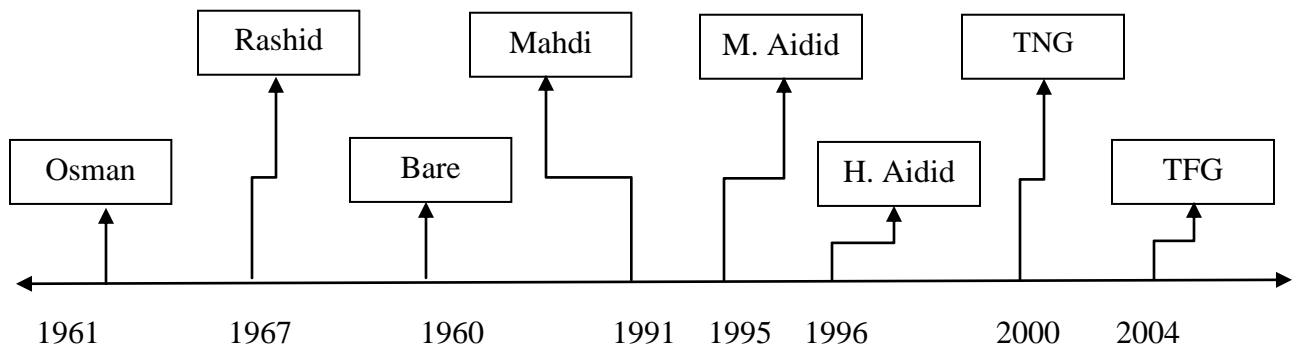 Rashid
Mahdi
M. Aidid
TNG
Osman
Bare
H. Aidid
TFG
1961 1967 1960 1991 1995 1996 2000 2004